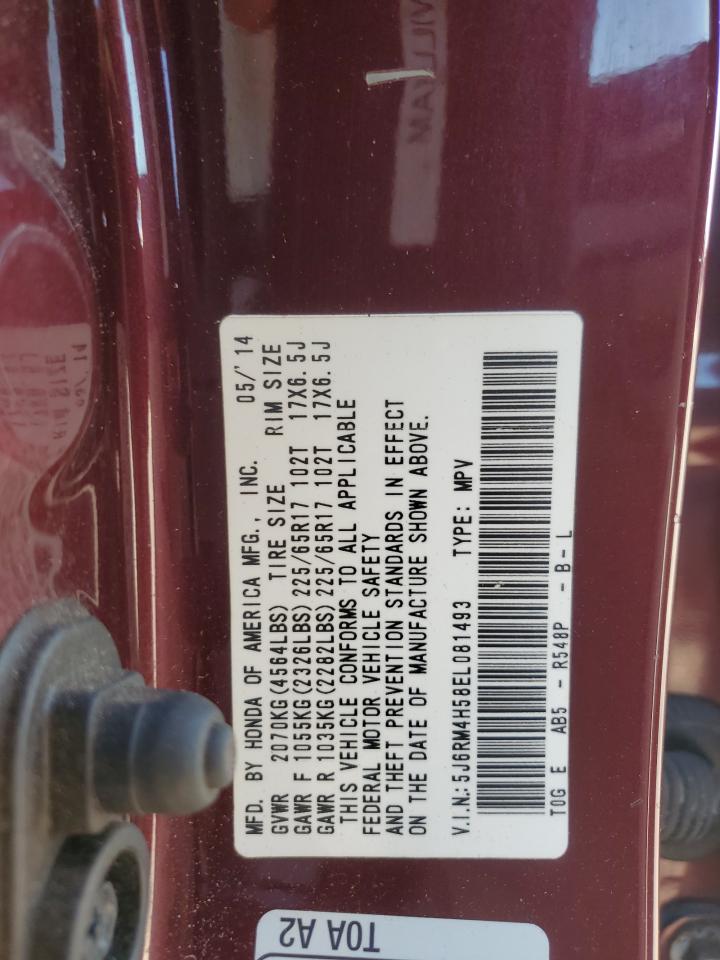 MFD. BY HONDA OF AMERICA MFG., INC. 05/'14
GVWR 2070KG(4564LBS) TIRE SIZE RIM SIZE
GAWR F 1055KG(2326LBS) 225/65R17 102T 17X6.5J
GAWR R 1035KG(2282LBS) 225/65R17 102T 17X6.5J
THIS VEHICLE CONFORMS TO ALL APPLICABLE
FEDERAL MOTOR VEHICLE SAFETY
AND THEFT PREVENTION STANDARDS IN EFFECT
ON THE DATE OF MANUFACTURE SHOWN ABOVE.
V.I.N.:5J6RM4H58EL081493 TYPE: MPV
T0G E AB5 - R548P - B - L
T0A A2